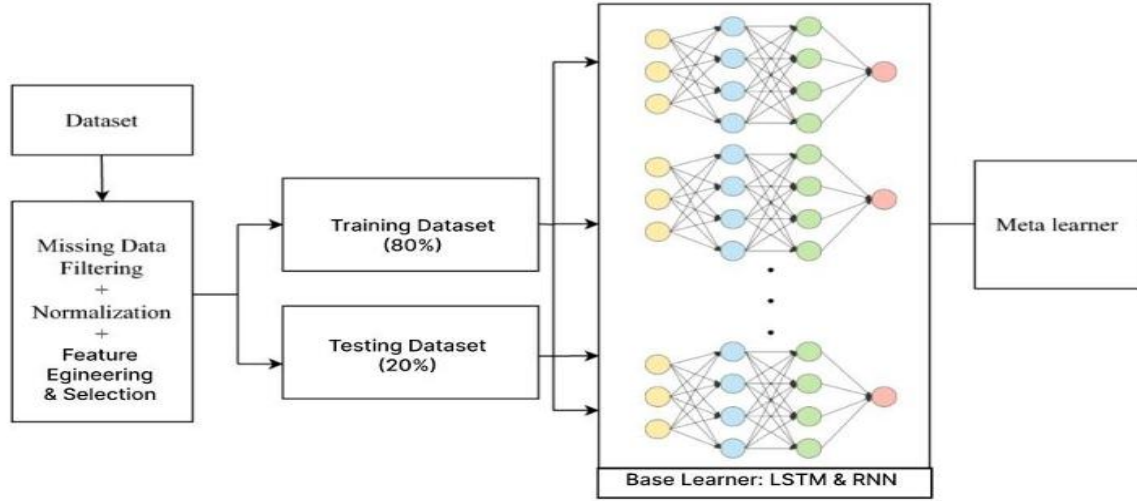 Dataset
Missing Data
Filtering
+
Normalization
+
Feature
Egineering
& Selection
Training Dataset
(80%)
Testing Dataset
(20%)
Base Learner: LSTM & RNN
Meta learner